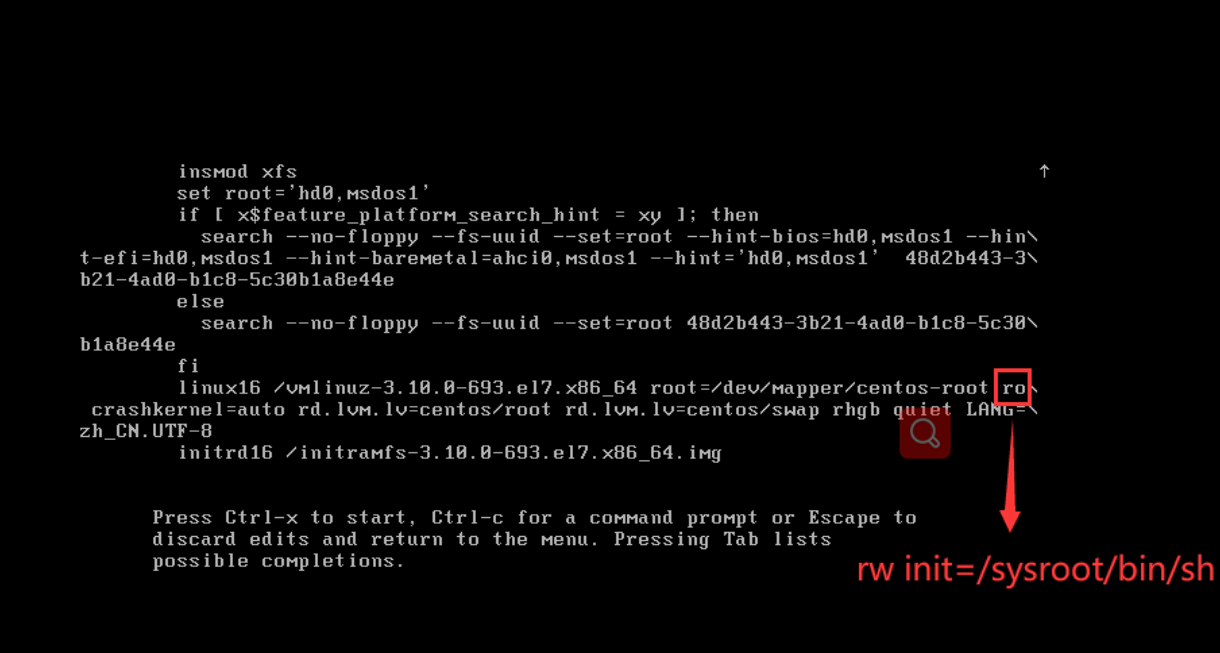 insmod xfs
set root='hd0,msdos1'
if [ x$feature_platform_search_hint = xy ]; then
search --no-floppy --fs-uuid --set=root --hint-bios=hd0,msdos1 --hin\
t-efi=hd0,msdos1 --hint-baremetal=ahci0,msdos1 --hint='hd0,msdos1'  48d2b443-3\
b21-4ad0-b1c8-5c30b1a8e44e
else
search --no-floppy --fs-uuid --set=root 48d2b443-3b21-4ad0-b1c8-5c30\
b1a8e44e
fi
linux16 /vmlinuz-3.10.0-693.el7.x86_64 root=/dev/mapper/centos-root ro\
crashkernel=auto rd.lvm.lv=centos/root rd.lvm.lv=centos/swap rhgb quiet LANG=\
zh_CN.UTF-8
initrd16 /initramfs-3.10.0-693.el7.x86_64.img
Press Ctrl-x to start, Ctrl-c for a command prompt or Escape to
discard edits and return to the menu. Pressing Tab lists
possible completions.
rw init=/sysroot/bin/sh